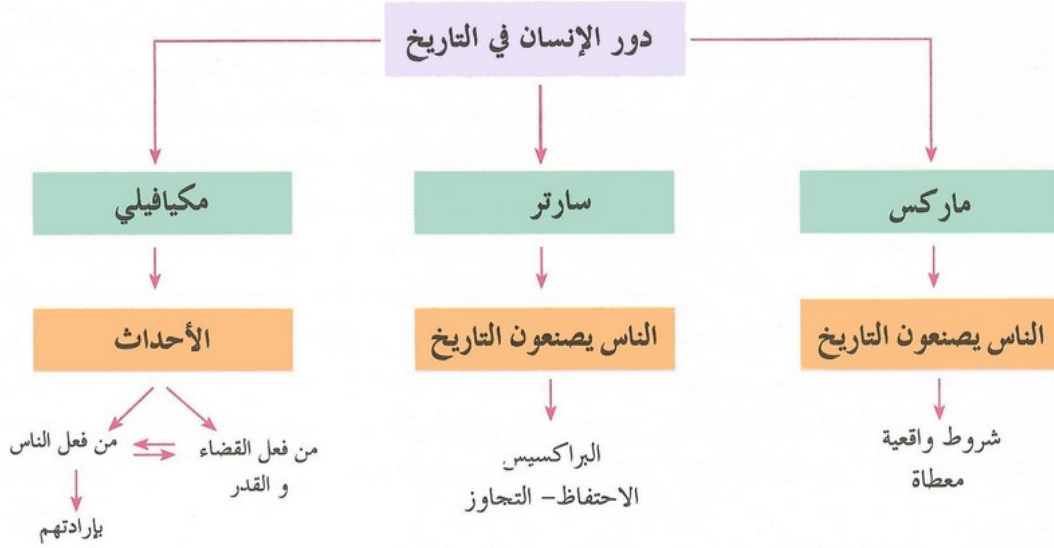 دور الإنسان في التاريخ
ماركس
سارتر
مكيافيلي
الناس يصنعون التاريخ
الناس يصنعون التاريخ
الأحداث
شروط واقعية
معطاة
البراكسيس
الاحتفاظ – التجاوز
من فعل القضاء
و القدر
من فعل الناس
بإرادتهم